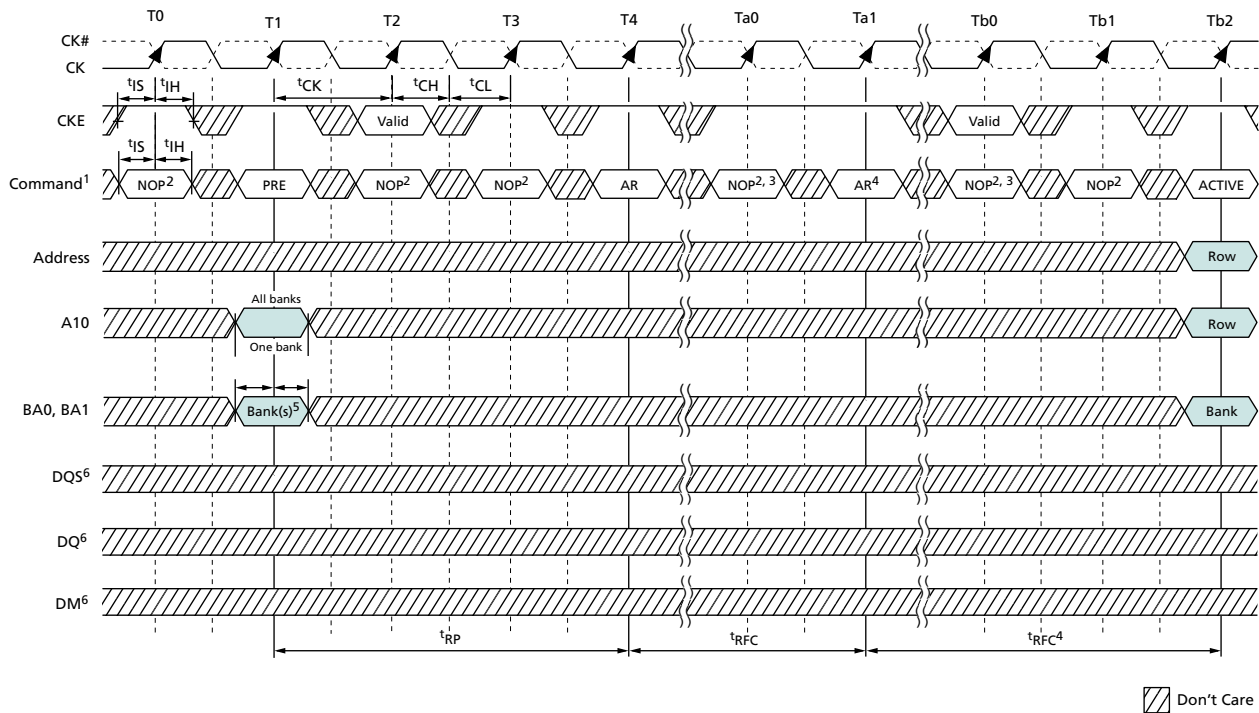 T0 T1 T2 T3 T4 Ta0 Ta1 Tb0 Tb1 Tb2
CK#
CK
tIS tIH tCK tCH tCL
CKE Valid Valid
tIS tIH
Command1 NOP2 PRE NOP2 NOP2 AR NOP2, 3 AR4 NOP2, 3 NOP2 ACTIVE
Address Row
All banks
A10 Row
One bank
BA0, BA1 Bank(s)5 Bank
DQS6
DQ6
DM6
tRP tRFC tRFC4
Don't Care